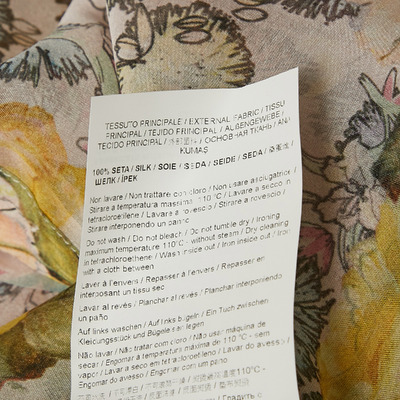 TESSUTO PRINCIPALE / EXTERNAL FABRIC / TISSU
PRINCIPAL / TEJIDO PRINCIPAL / AUßENGEWEBE /
TECIDO PRINCIPAL / / ОСНОВНАЯ ТКАНЬ / ANA
KUMAŞ
100% SETA / SILK / SOIE / SEDA / SEIDE / SEDA /
ШЕЛК / İPEK
Non lavare / Non trattare con cloro / Non usare asciugatrice /
Stirare a temperatura massima 110°C / Lavare a secco in
tetracloroetilene / Lavare a rovescio / Stirare a rovescio /
Stirare interponendo un panno
Do not wash / Do not bleach / Do not tumble dry / Ironing
maximum temperature 110°C - without steam / Dry cleaning
in tetrachloroethene / Wash inside out / Iron inside out / Iron
with a cloth between
Laver à l'envers / Repasser à l'envers / Repasser en
interposant un tissu sec
Lavar al revés / Planchar al revés / Planchar interponiendo
un paño
Auf links waschen / Auf links bügeln / Ein Tuch zwischen
Kleidungsstück und Bügeleisen legen
Não lavar / Não tratar com cloro / Não usar máquina de
secar / Engomar a temperatura máxima de 110 °C - sem
vapor / Lavar a seco em tetracloroetileno / Lavar do avesso /
Engomar do avesso / Engomar com um pano
110°C -